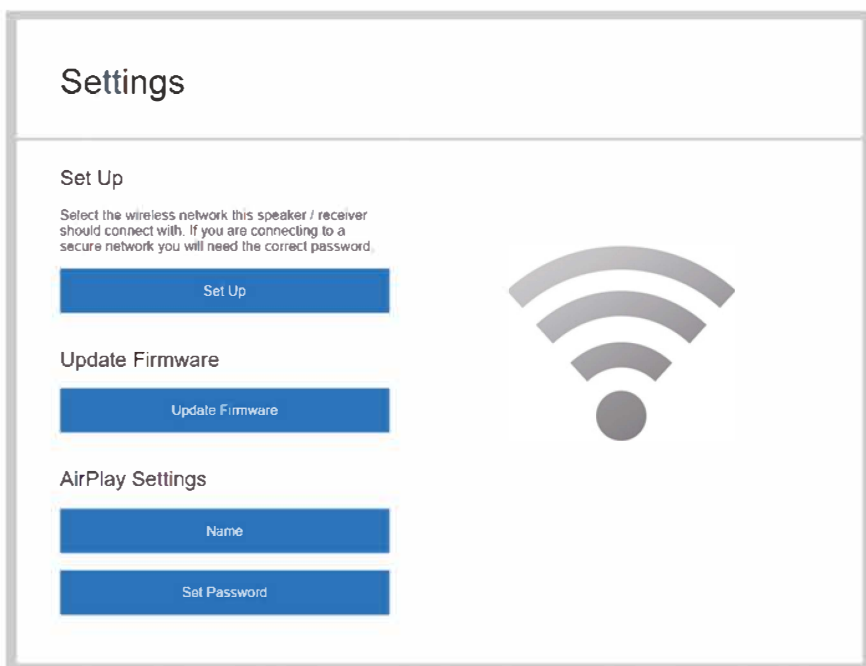 Settings
Set Up
Select the wireless network this speaker / receiver
should connect with. If you are connecting to a
secure network you will need the correct password.
Set Up
Update Firmware
Update Firmware
AirPlay Settings
Name
Set Password